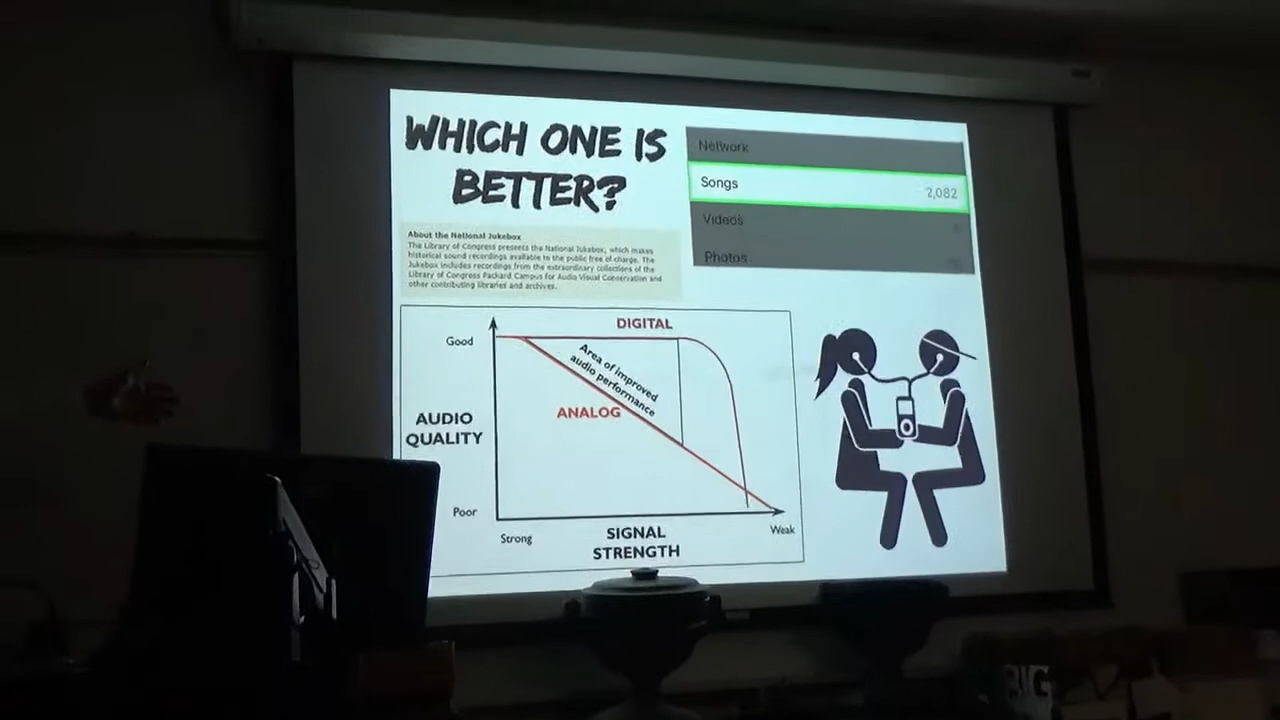 WHICH ONE IS
BETTER?
Network
Songs
2,082
Videos
Photos
About the National Jukebox
The Library of Congress presents the National Jukebox, which makes
historical sound recordings available to the public free of charge. The
Jukebox includes recordings from the extraordinary collections of the
Library of Congress Packard Campus for Audio Visual Conservation and
other contributing libraries and archives.
DIGITAL
Good
Area of improved
audio performance
ANALOG
AUDIO
QUALITY
Poor
Strong
SIGNAL
STRENGTH
Weak
BIG